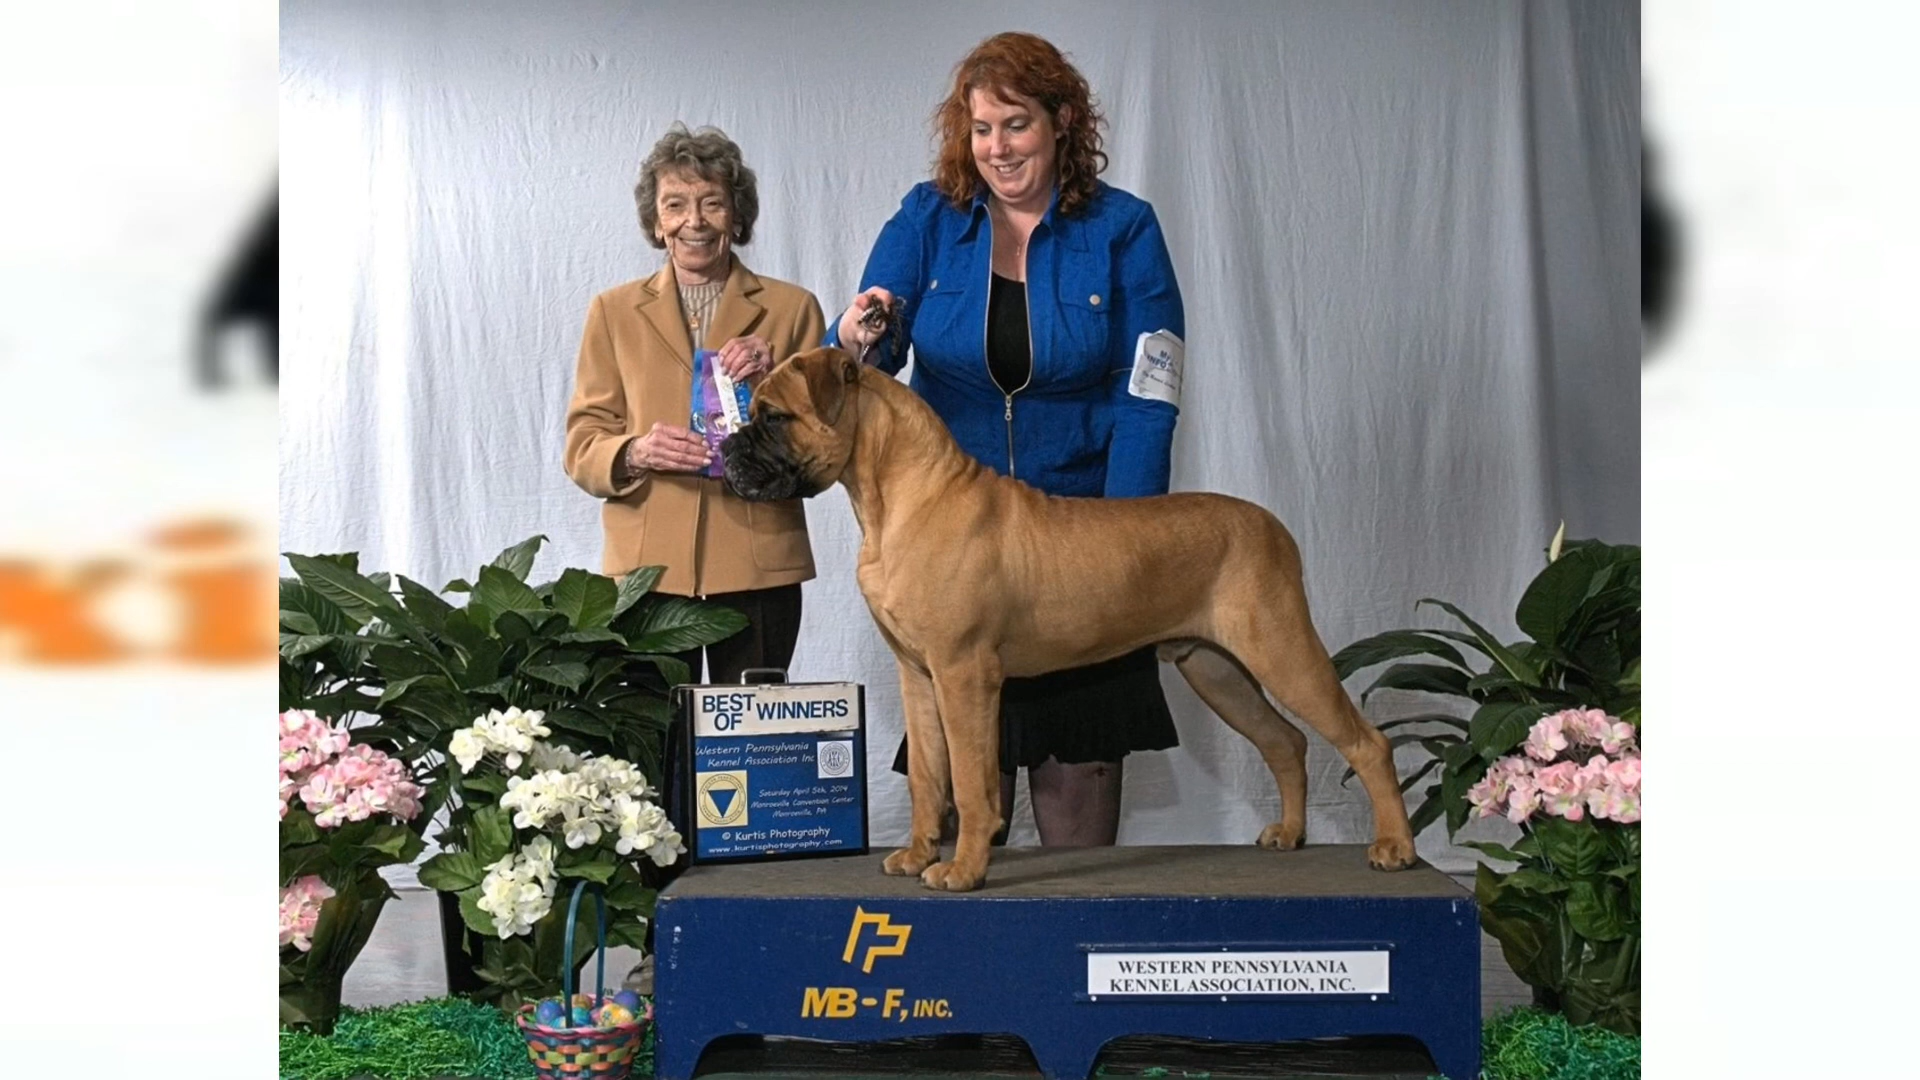 BEST
OF WINNERS
Western Pennsylvania
Kennel Association Inc
Saturday April 5th, 2014
Monroeville Convention Center
Monroeville, PA
© Kurtis Photography
www.kurtisphotography.com
MB-F, INC.
WESTERN PENNSYLVANIA
KENNEL ASSOCIATION, INC.